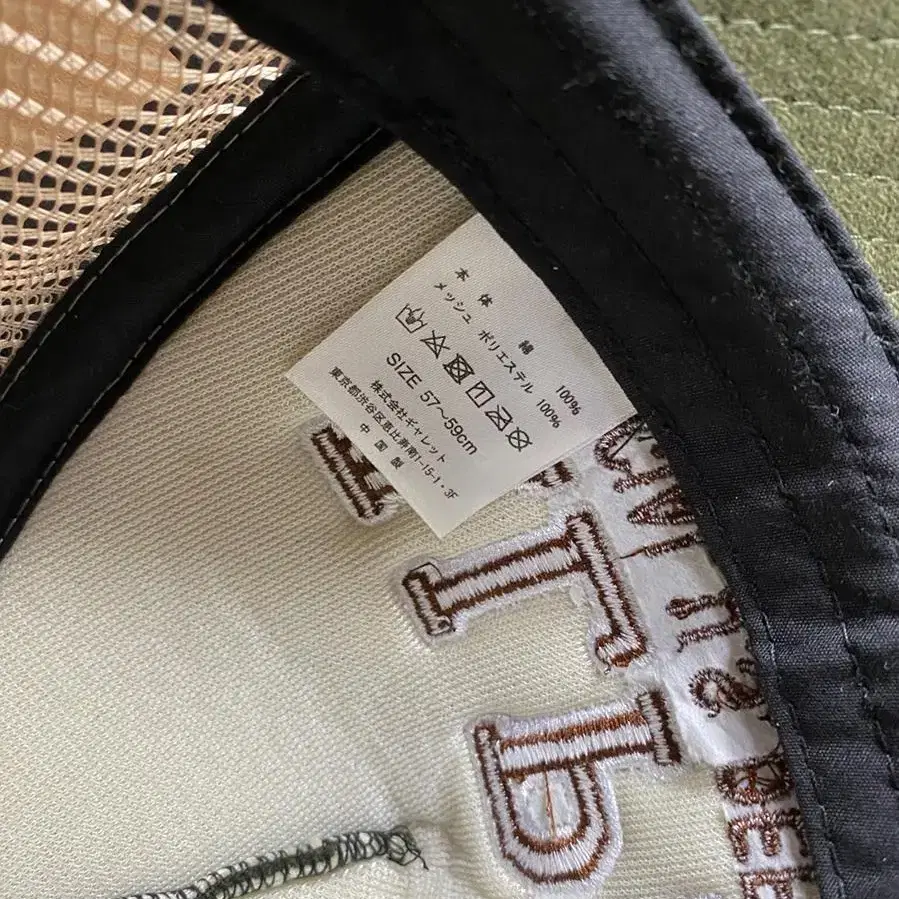 本体 綿 100%
メッシュ ポリエステル 100%
SIZE 57～59cm
株式会社ギャレット
東京都渋谷区恵比寿南1-15-1・3F
中国製